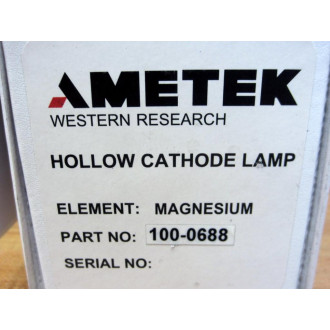 AMETEK
WESTERN RESEARCH
HOLLOW CATHODE LAMP
ELEMENT: MAGNESIUM
PART NO: 100-0688
SERIAL NO: